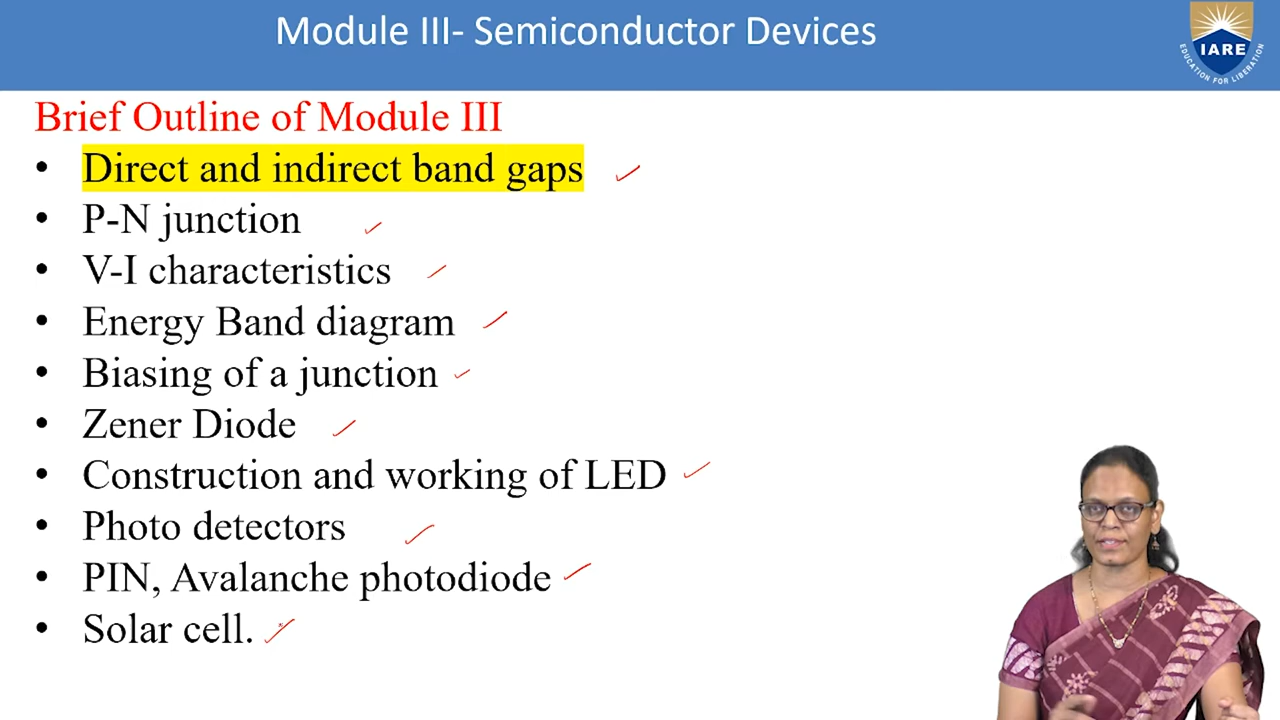 Module III- Semiconductor Devices
IARE
EDUCATION FOR LIBERATION
Brief Outline of Module III
• Direct and indirect band gaps
• P-N junction
• V-I characteristics
• Energy Band diagram
• Biasing of a junction
• Zener Diode
• Construction and working of LED
• Photo detectors
• PIN, Avalanche photodiode
• Solar cell.